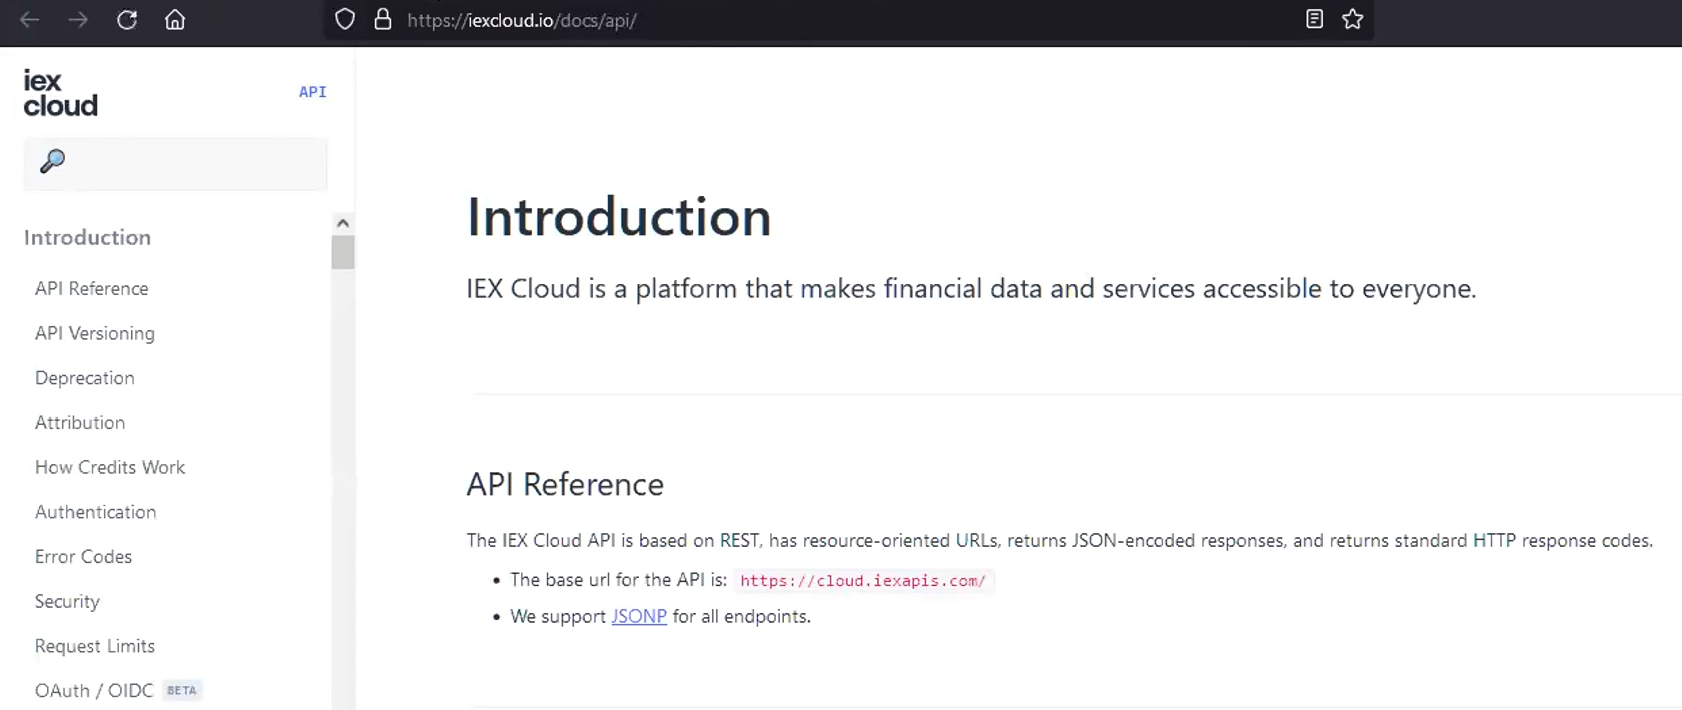 https://iexcloud.io/docs/api/
iex
cloud
API
Introduction
API Reference
API Versioning
Deprecation
Attribution
How Credits Work
Authentication
Error Codes
Security
Request Limits
OAuth / OIDC BETA
Introduction
IEX Cloud is a platform that makes financial data and services accessible to everyone.
API Reference
The IEX Cloud API is based on REST, has resource-oriented URLs, returns JSON-encoded responses, and returns standard HTTP response codes.
• The base url for the API is: https://cloud.iexapis.com/
• We support JSONP for all endpoints.